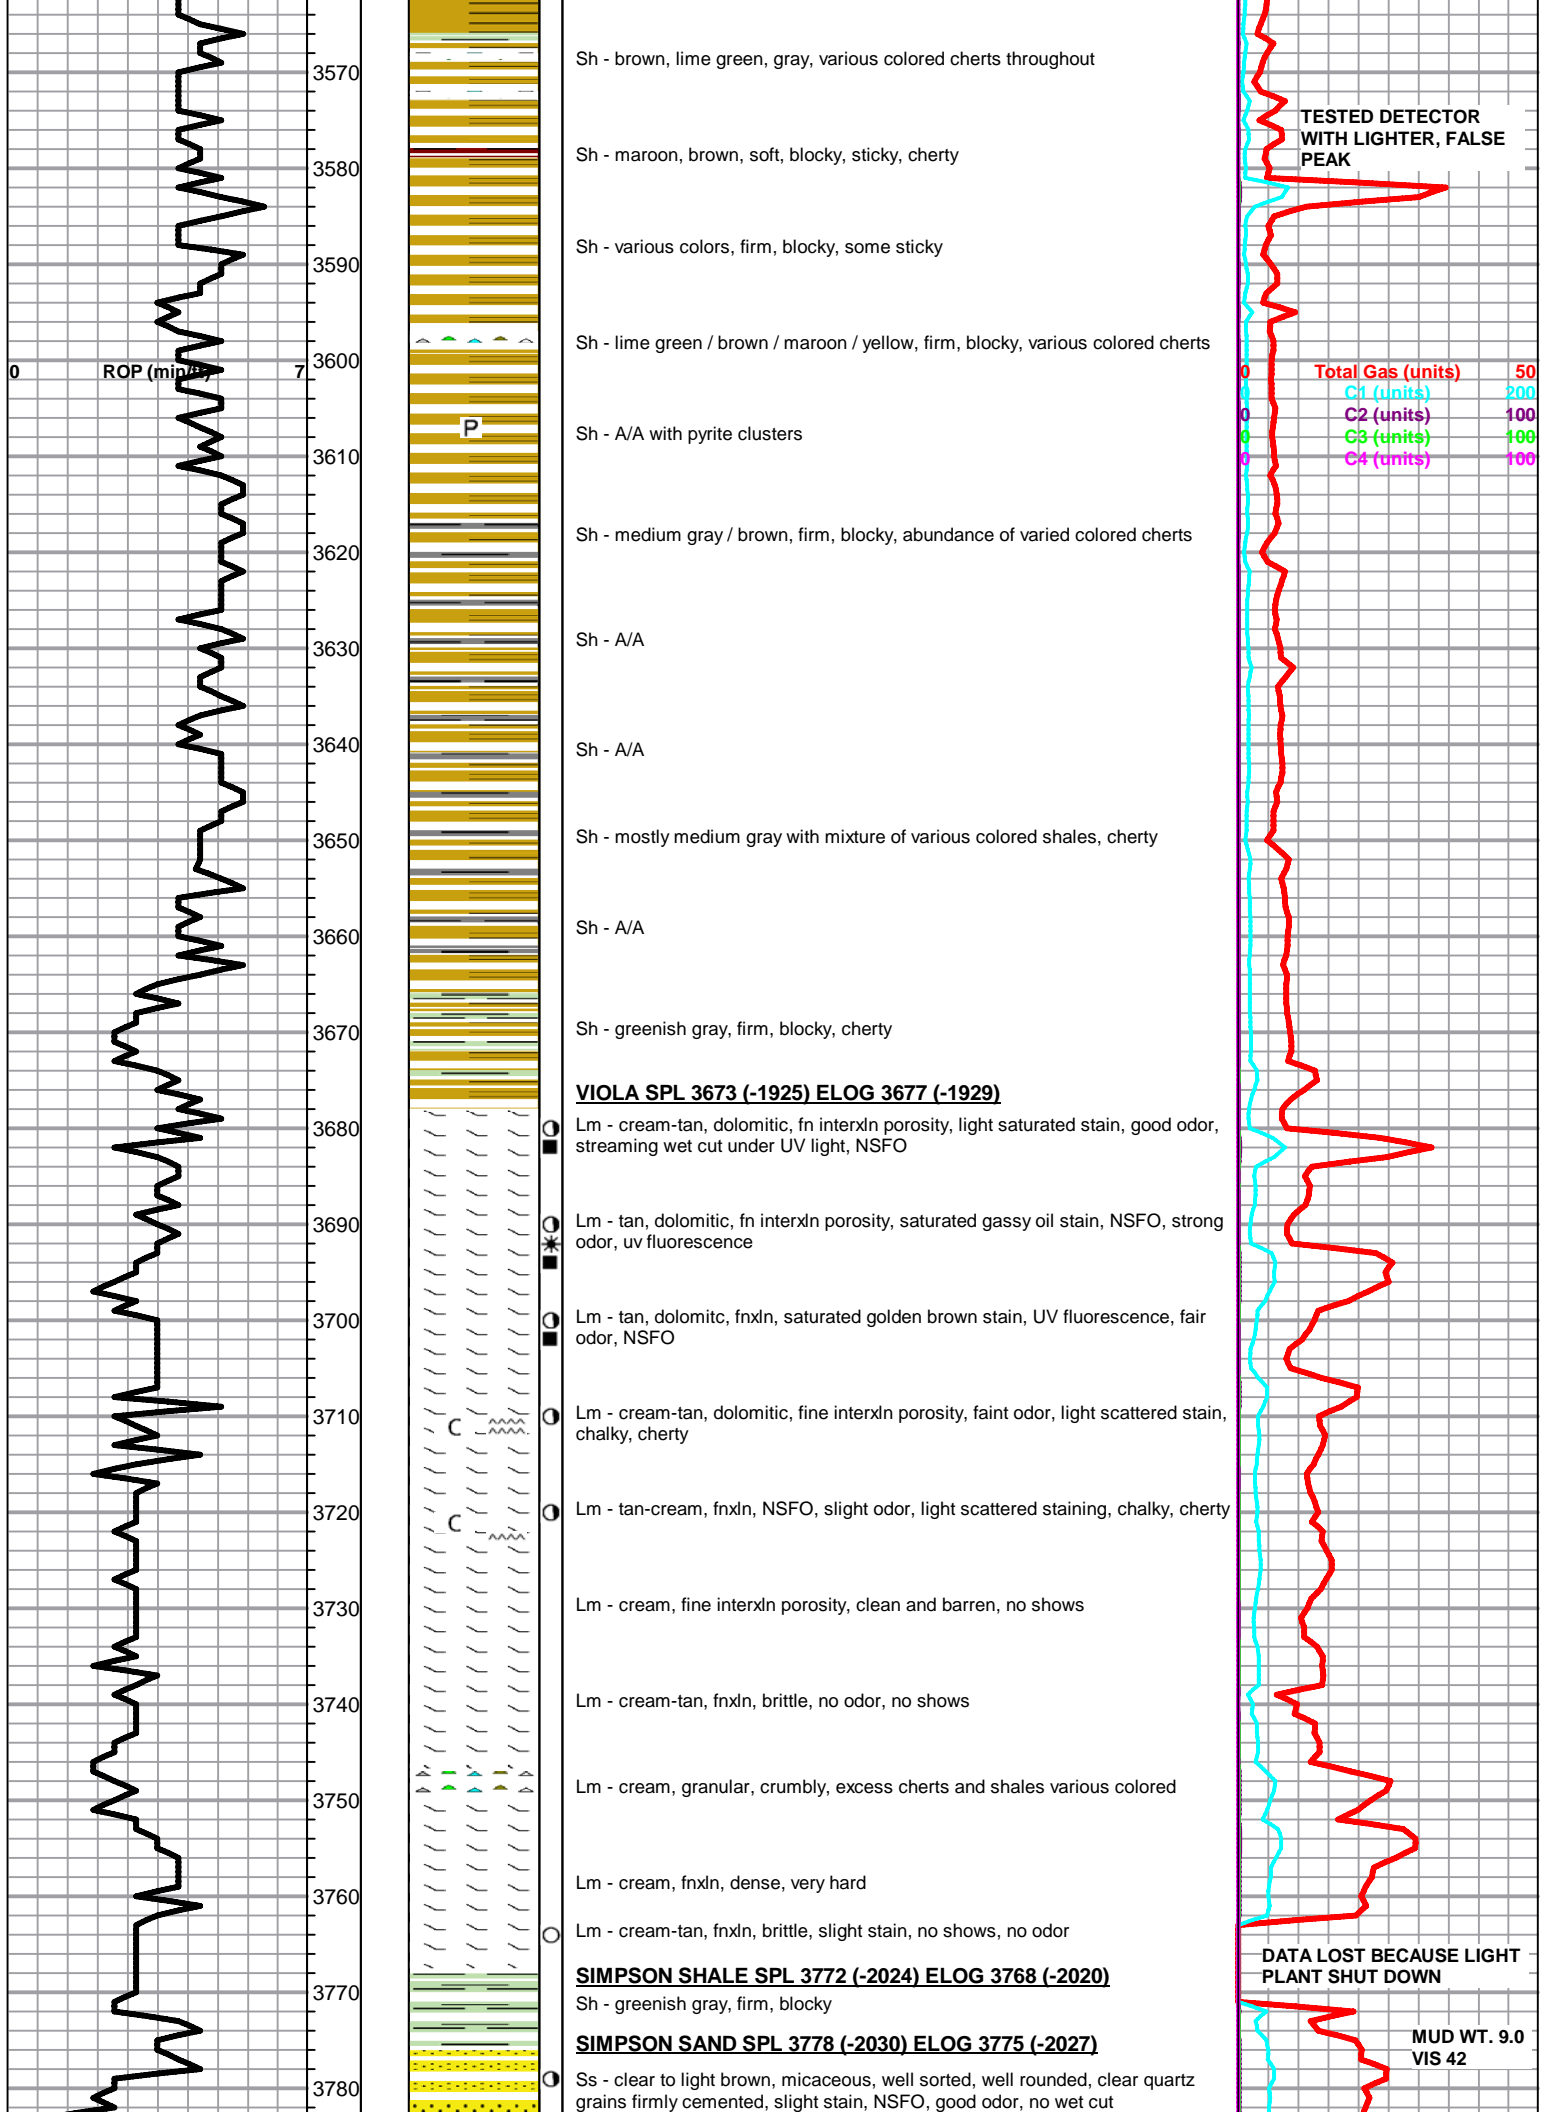 Sh - brown, lime green, gray, various colored cherts throughout
3570
TESTED DETECTOR
WITH LIGHTER, FALSE
PEAK
Sh - maroon, brown, soft, blocky, sticky, cherty
3580
Sh - various colors, firm, blocky, some sticky
3590
Sh - lime green / brown / maroon / yellow, firm, blocky, various colored cherts
3600
0 ROP (min/ft) 7
0 Total Gas (units) 50
0 C1 (units) 200
0 C2 (units) 100
0 C3 (units) 100
0 C4 (units) 100
P
Sh - A/A with pyrite clusters
3610
Sh - medium gray / brown, firm, blocky, abundance of varied colored cherts
3620
Sh - A/A
3630
3640
Sh - A/A
Sh - mostly medium gray with mixture of various colored shales, cherty
3650
Sh - A/A
3660
Sh - greenish gray, firm, blocky, cherty
3670
VIOLA SPL 3673 (-1925) ELOG 3677 (-1929)
Lm - cream-tan, dolomitic, fn interxln porosity, light saturated stain, good odor,
streaming wet cut under UV light, NSFO
3680
Lm - tan, dolomitic, fn interxln porosity, saturated gassy oil stain, NSFO, strong
odor, uv fluorescence
3690
Lm - tan, dolomitc, fnxln, saturated golden brown stain, UV fluorescence, fair
odor, NSFO
3700
Lm - cream-tan, dolomitic, fine interxln porosity, faint odor, light scattered stain,
chalky, cherty
3710
C
Lm - tan-cream, fnxln, NSFO, slight odor, light scattered staining, chalky, cherty
3720
C
Lm - cream, fine interxln porosity, clean and barren, no shows
3730
Lm - cream-tan, fnxln, brittle, no odor, no shows
3740
Lm - cream, granular, crumbly, excess cherts and shales various colored
3750
Lm - cream, fnxln, dense, very hard
3760
Lm - cream-tan, fnxln, brittle, slight stain, no shows, no odor
DATA LOST BECAUSE LIGHT
PLANT SHUT DOWN
SIMPSON SHALE SPL 3772 (-2024) ELOG 3768 (-2020)
3770
Sh - greenish gray, firm, blocky
SIMPSON SAND SPL 3778 (-2030) ELOG 3775 (-2027)
MUD WT. 9.0
VIS 42
Ss - clear to light brown, micaceous, well sorted, well rounded, clear quartz
grains firmly cemented, slight stain, NSFO, good odor, no wet cut
3780